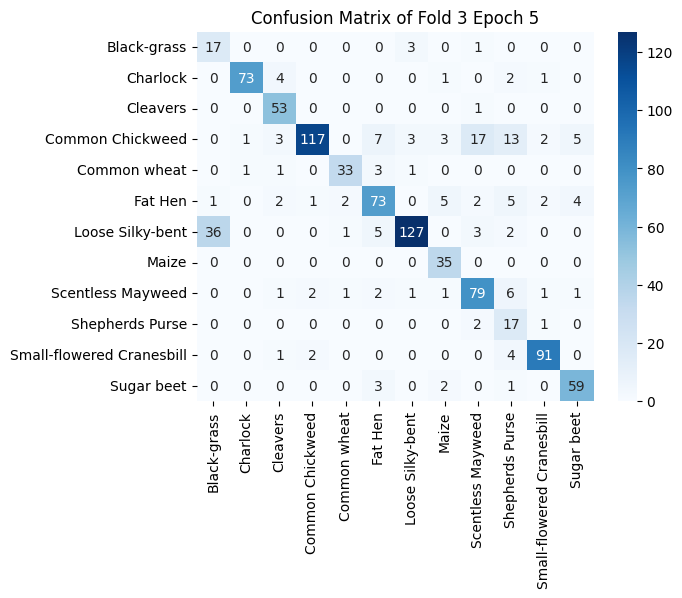 Confusion Matrix of Fold 3 Epoch 5
Black-grass 17 0 0 0 0 0 3 0 1 0 0 0
Charlock 0 73 4 0 0 0 0 1 0 2 1 0
Cleavers 0 0 53 0 0 0 0 0 1 0 0 0
Common Chickweed 0 1 3 117 0 7 3 3 17 13 2 5
Common wheat 0 1 1 0 33 3 1 0 0 0 0 0
Fat Hen 1 0 2 1 2 73 0 5 2 5 2 4
Loose Silky-bent 36 0 0 0 1 5 127 0 3 2 0 0
Maize 0 0 0 0 0 0 0 35 0 0 0 0
Scentless Mayweed 0 0 1 2 1 2 1 1 79 6 1 1
Shepherds Purse 0 0 0 0 0 0 0 0 2 17 1 0
Small-flowered Cranesbill 0 0 1 2 0 0 0 0 0 4 91 0
Sugar beet 0 0 0 0 0 3 0 2 0 1 0 59
Black-grass
Charlock
Cleavers
Common Chickweed
Common wheat
Fat Hen
Loose Silky-bent
Maize
Scentless Mayweed
Shepherds Purse
Small-flowered Cranesbill
Sugar beet
120
100
80
60
40
20
0